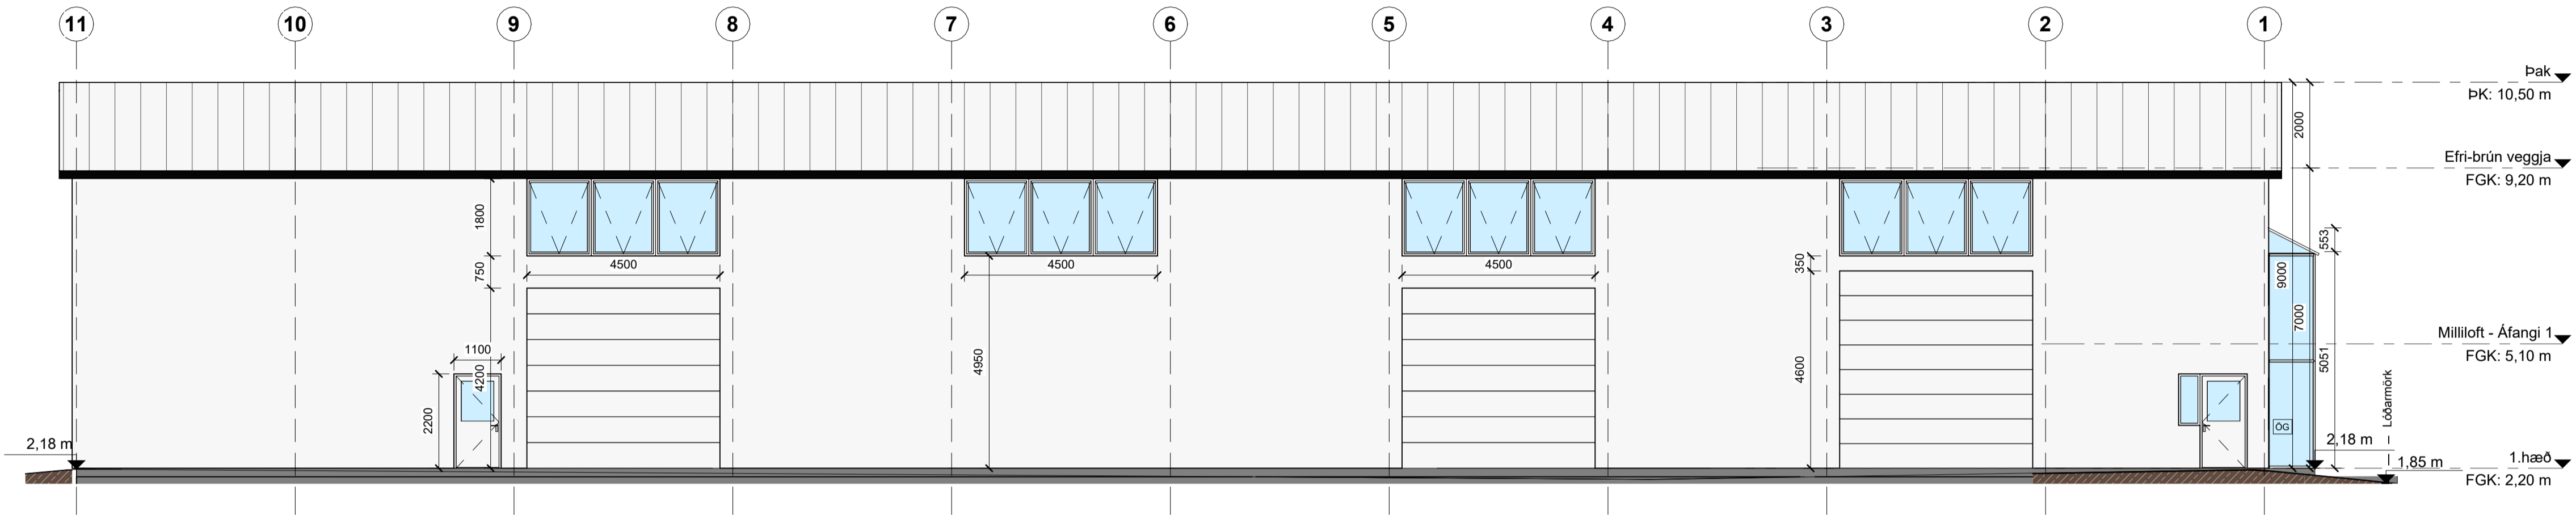 11 10 9 8 7 6 5 4 3 2 1
Þak
ÞK: 10,50 m
2000
Efri-brún veggja
FGK: 9,20 m
1800
750
4500
4500
4500
350
553
9000
7000
Milliloft - Áfangi 1
FGK: 5,10 m
1100
4200
2200
4950
4600
5051
Lóðarmörk
ÖG
2,18 m
2,18 m
1,85 m
1.hæð
FGK: 2,20 m